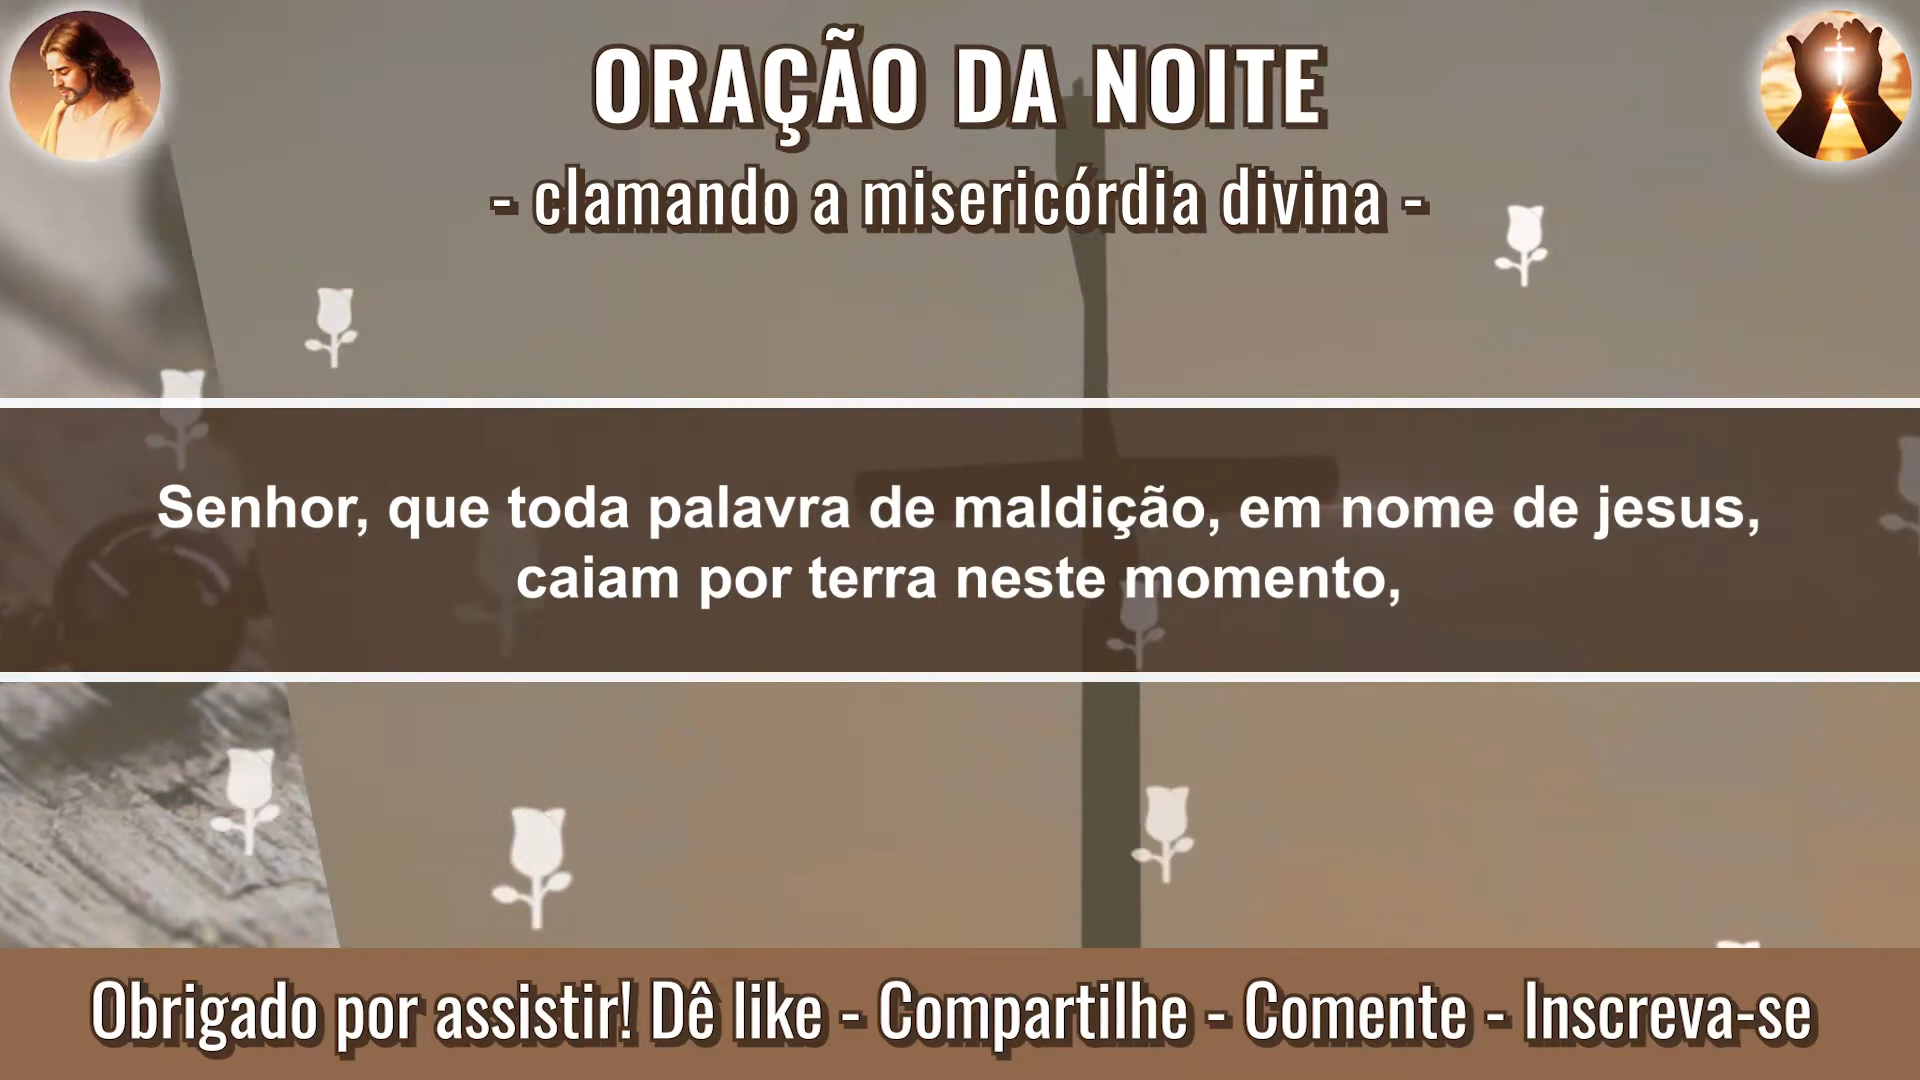 ORAÇÃO DA NOITE
- clamando a misericórdia divina -
Senhor, que toda palavra de maldição, em nome de jesus,
caiam por terra neste momento,
Obrigado por assistir! Dê like - Compartilhe - Comente - Inscreva-se